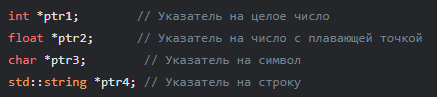 int *ptr1;        // Указатель на целое число
float *ptr2;      // Указатель на число с плавающей точкой
char *ptr3;        // Указатель на символ
std::string *ptr4; // Указатель на строку